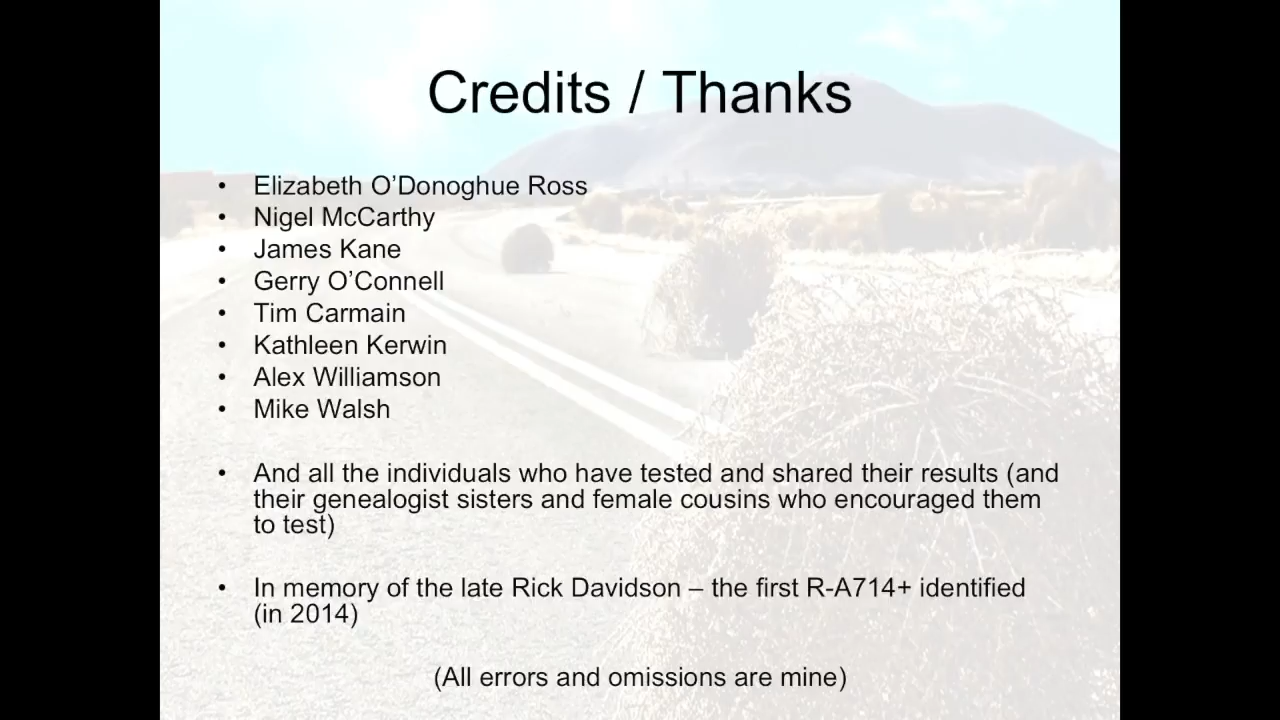 Credits / Thanks
• Elizabeth O’Donoghue Ross
• Nigel McCarthy
• James Kane
• Gerry O’Connell
• Tim Carmain
• Kathleen Kerwin
• Alex Williamson
• Mike Walsh
• And all the individuals who have tested and shared their results (and
their genealogist sisters and female cousins who encouraged them
to test)
• In memory of the late Rick Davidson – the first R-A714+ identified
(in 2014)
(All errors and omissions are mine)